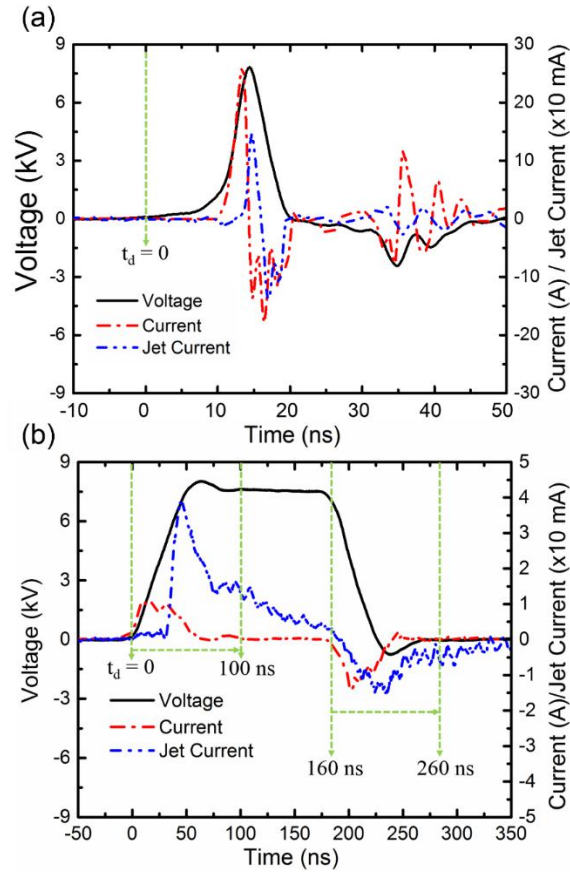 (a)
9
6
3
0
-3
-6
-9
Voltage (kV)
30
20
10
0
-10
-20
-30
Current (A) / Jet Current (x10 mA)
t_d = 0
Voltage
Current
Jet Current
-10 0 10 20 30 40 50
Time (ns)
(b)
9
6
3
0
-3
-6
-9
Voltage (kV)
5
4
3
2
1
0
-1
-2
-3
-4
-5
Current (A)/Jet Current (x10 mA)
t_d = 0
100 ns
Voltage
Current
Jet Current
160 ns
260 ns
-50 0 50 100 150 200 250 300 350
Time (ns)